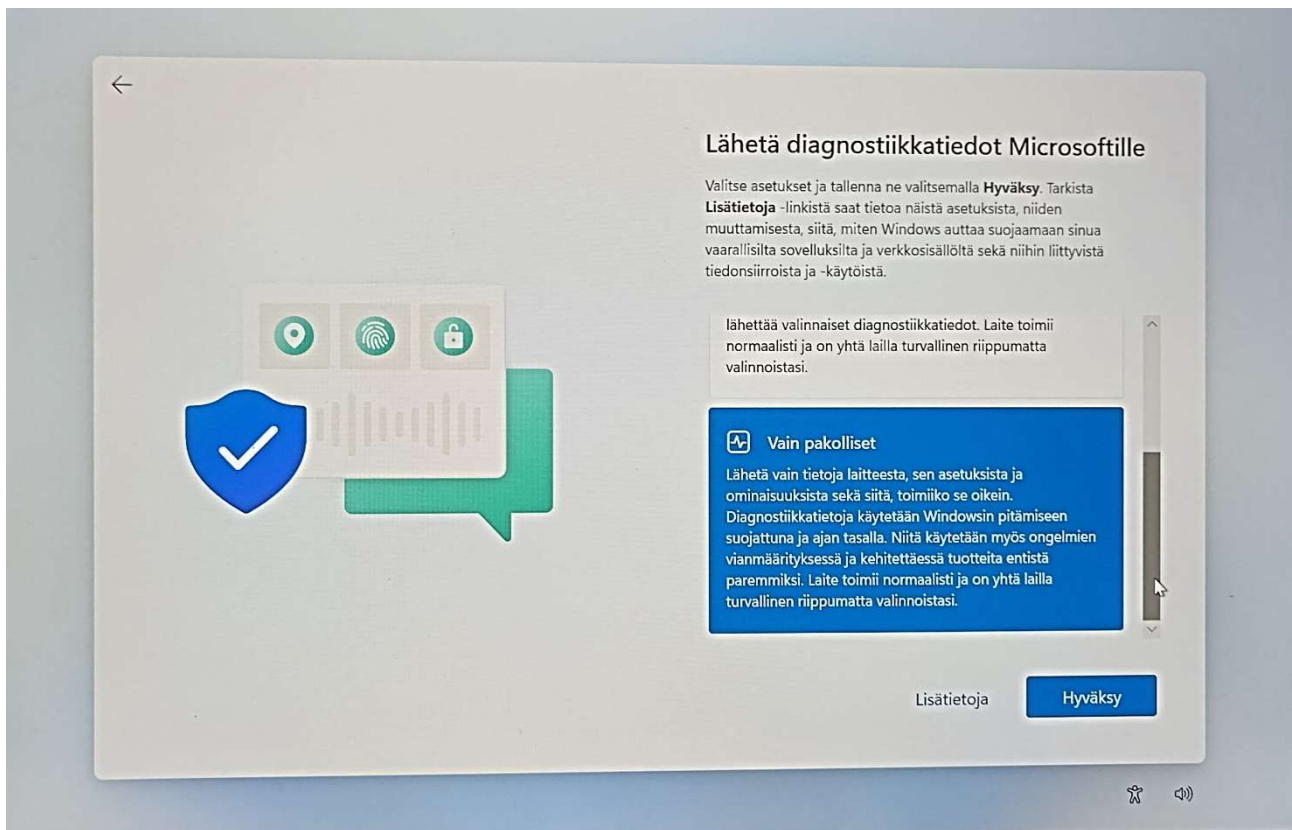 Lähetä diagnostiikkatiedot Microsoftille
Valitse asetukset ja tallenna ne valitsemalla Hyväksy. Tarkista
Lisätietoja -linkistä saat tietoa näistä asetuksista, niiden
muuttamisesta, siitä, miten Windows auttaa suojaamaan sinua
vaarallisilta sovelluksilta ja verkkosisällöltä sekä niihin liittyvistä
tiedonsiirroista ja -käytöistä.
lähettää valinnaiset diagnostiikkatiedot. Laite toimii
normaalisti ja on yhtä lailla turvallinen riippumatta
valinnoistasi.
Vain pakolliset
Lähetä vain tietoja laitteesta, sen asetuksista ja
ominaisuuksista sekä siitä, toimiiko se oikein.
Diagnostiikkatietoja käytetään Windowsin pitämiseen
suojattuna ja ajan tasalla. Niitä käytetään myös ongelmien
vianmäärityksessä ja kehitettäessä tuotteita entistä
paremmiksi. Laite toimii normaalisti ja on yhtä lailla
turvallinen riippumatta valinnoistasi.
Lisätietoja
Hyväksy